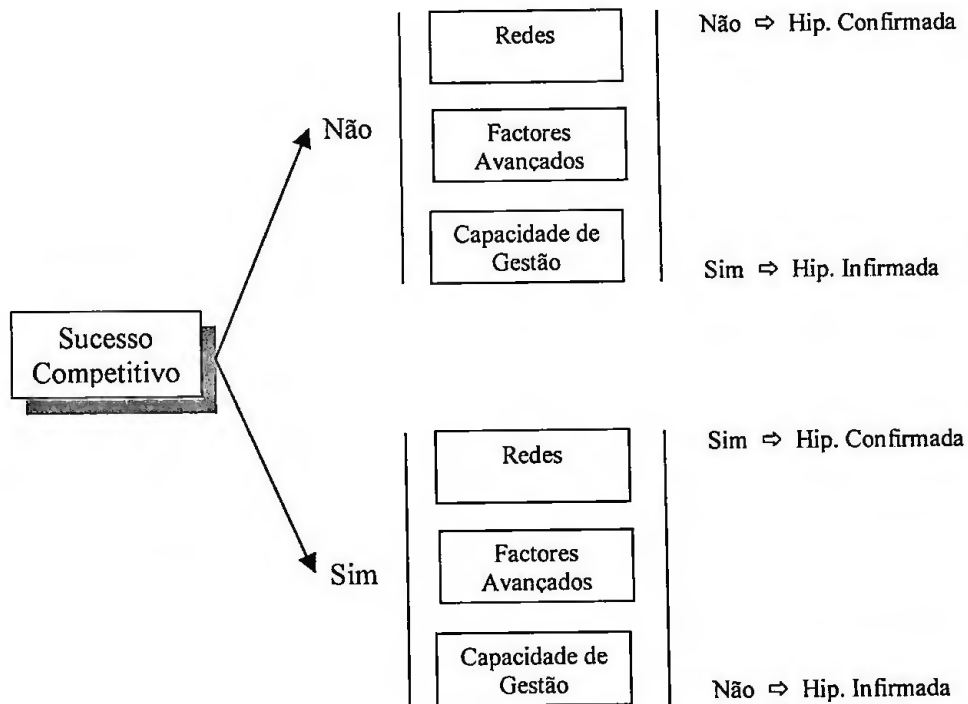 Redes
Não ⇨ Hip. Confirmada
Não
Factores
Avançados
Capacidade de
Gestão
Sim ⇨ Hip. Infirmada
Sucesso
Competitivo
Redes
Sim ⇨ Hip. Confirmada
Sim
Factores
Avançados
Capacidade de
Gestão
Não ⇨ Hip. Infirmada